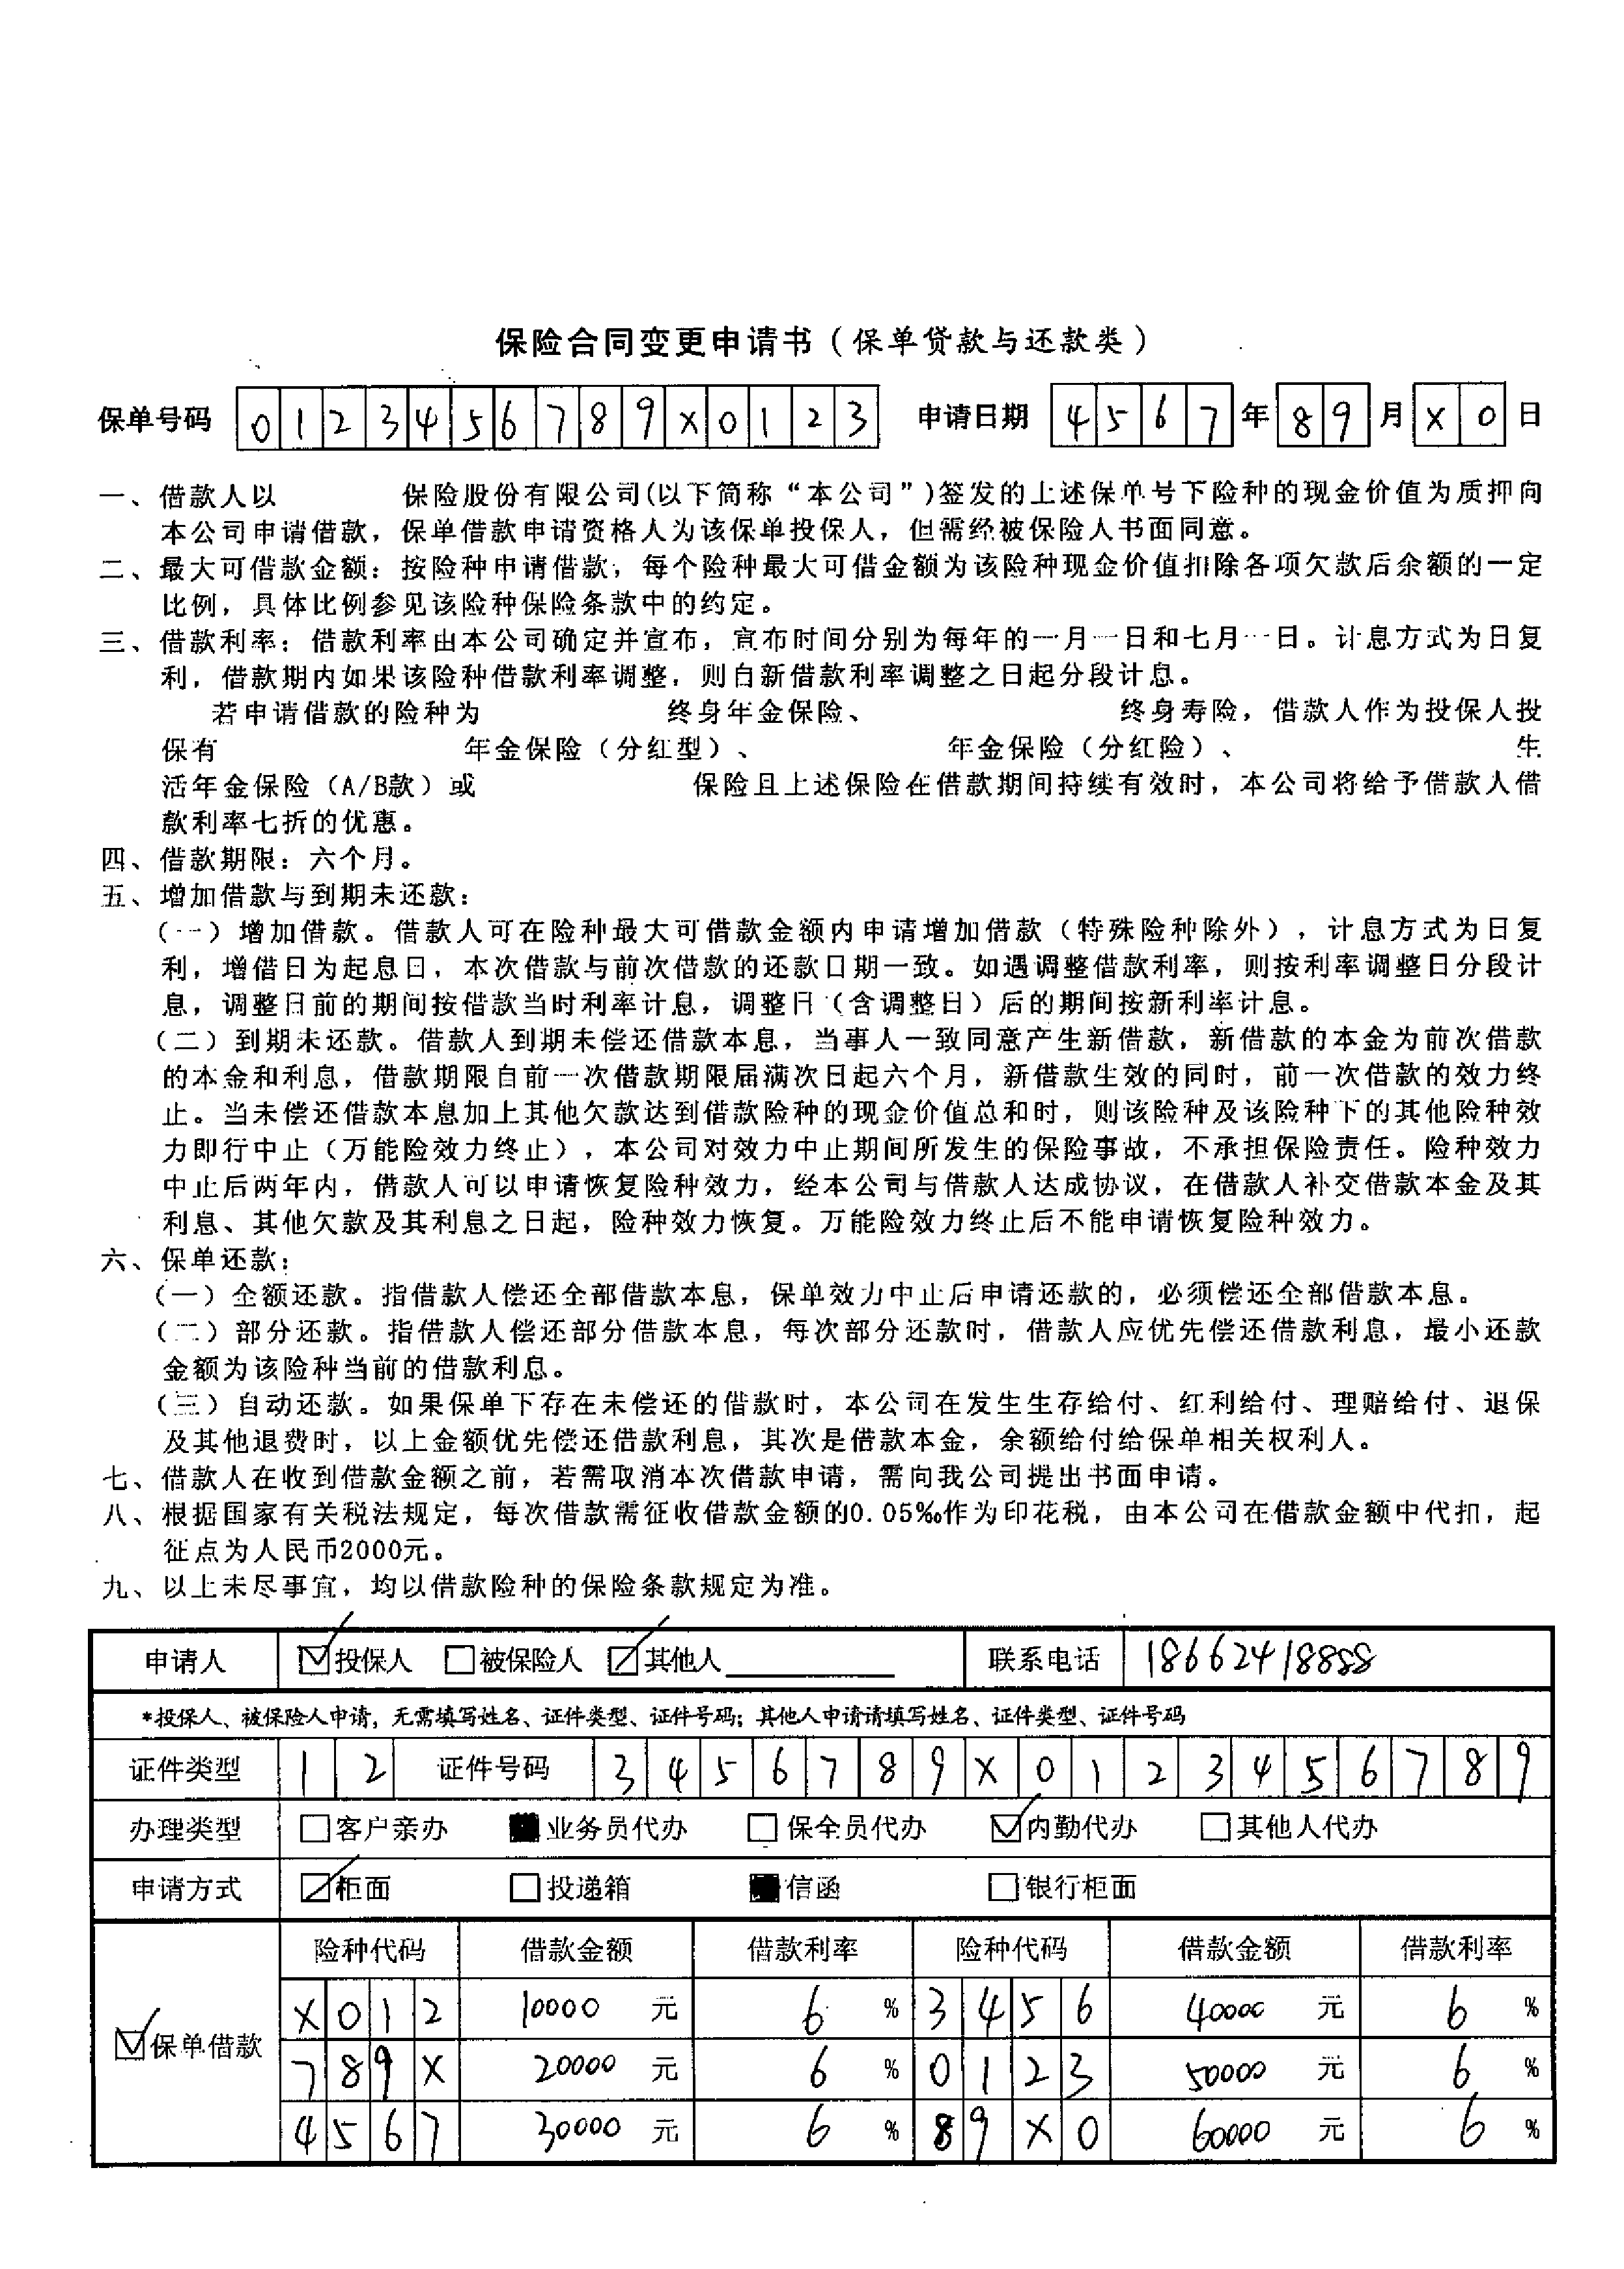 保险合同变更申请书（保单贷款与还款类）
保单号码 0123456789X0123 申请日期 4567年89月X0日
一、借款人以 保险股份有限公司(以下简称“本公司”)签发的上述保单号下险种的现金价值为质押向
本公司申请借款，保单借款申请资格人为该保单投保人，但需经被保险人书面同意。
二、最大可借款金额：按险种申请借款，每个险种最大可借金额为该险种现金价值扣除各项欠款后余额的一定
比例，具体比例参见该险种保险条款中的约定。
三、借款利率：借款利率由本公司确定并宣布，宣布时间分别为每年的一月一日和七月一日。计息方式为日复
利，借款期内如果该险种借款利率调整，则自新借款利率调整之日起分段计息。
若申请借款的险种为 终身年金保险、 终身寿险，借款人作为投保人投
保有 年金保险（分红型）、 年金保险（分红险）、 生
活年金保险（A/B款）或 保险且上述保险在借款期间持续有效时，本公司将给予借款人借
款利率七折的优惠。
四、借款期限：六个月。
五、增加借款与到期未还款：
（一）增加借款。借款人可在险种最大可借款金额内申请增加借款（特殊险种除外），计息方式为日复
利，增借日为起息日，本次借款与前次借款的还款日期一致。如遇调整借款利率，则按利率调整日分段计
息，调整日前的期间按借款当时利率计息，调整日（含调整日）后的期间按新利率计息。
（二）到期未还款。借款人到期未偿还借款本息，当事人一致同意产生新借款，新借款的本金为前次借款
的本金和利息，借款期限自前一次借款期限届满次日起六个月，新借款生效的同时，前一次借款的效力终
止。当未偿还借款本息加上其他欠款达到借款险种的现金价值总和时，则该险种及该险种下的其他险种效
力即行中止（万能险效力终止），本公司对效力中止期间所发生的保险事故，不承担保险责任。险种效力
中止后两年内，借款人可以申请恢复险种效力，经本公司与借款人达成协议，在借款人补交借款本金及其
利息、其他欠款及其利息之日起，险种效力恢复。万能险效力终止后不能申请恢复险种效力。
六、保单还款：
（一）全额还款。指借款人偿还全部借款本息，保单效力中止后申请还款的，必须偿还全部借款本息。
（二）部分还款。指借款人偿还部分借款本息，每次部分还款时，借款人应优先偿还借款利息，最小还款
金额为该险种当前的借款利息。
（三）自动还款。如果保单下存在未偿还的借款时，本公司在发生生存给付、红利给付、理赔给付、退保
及其他退费时，以上金额优先偿还借款利息，其次是借款本金，余额给付给保单相关权利人。
七、借款人在收到借款金额之前，若需取消本次借款申请，需向我公司提出书面申请。
八、根据国家有关税法规定，每次借款需征收借款金额的0.05‰作为印花税，由本公司在借款金额中代扣，起
征点为人民币2000元。
九、以上未尽事宜，均以借款险种的保险条款规定为准。
申请人 ☑投保人 □被保险人 ☑其他人 联系电话 18662418888
*投保人、被保险人申请，无需填写姓名、证件类型、证件号码；其他人申请请填写姓名、证件类型、证件号码
证件类型 12 证件号码 3456789X0123456789
办理类型 □客户亲办 ■业务员代办 □保全员代办 ☑内勤代办 □其他人代办
申请方式 ☑柜面 □投递箱 ■信函 □银行柜面
险种代码 借款金额 借款利率 险种代码 借款金额 借款利率
X012 10000 元 6 % 3456 40000 元 6 %
☑保单借款 789X 20000 元 6 % 0123 50000 元 6 %
4567 30000 元 6 % 89X0 60000 元 6 %